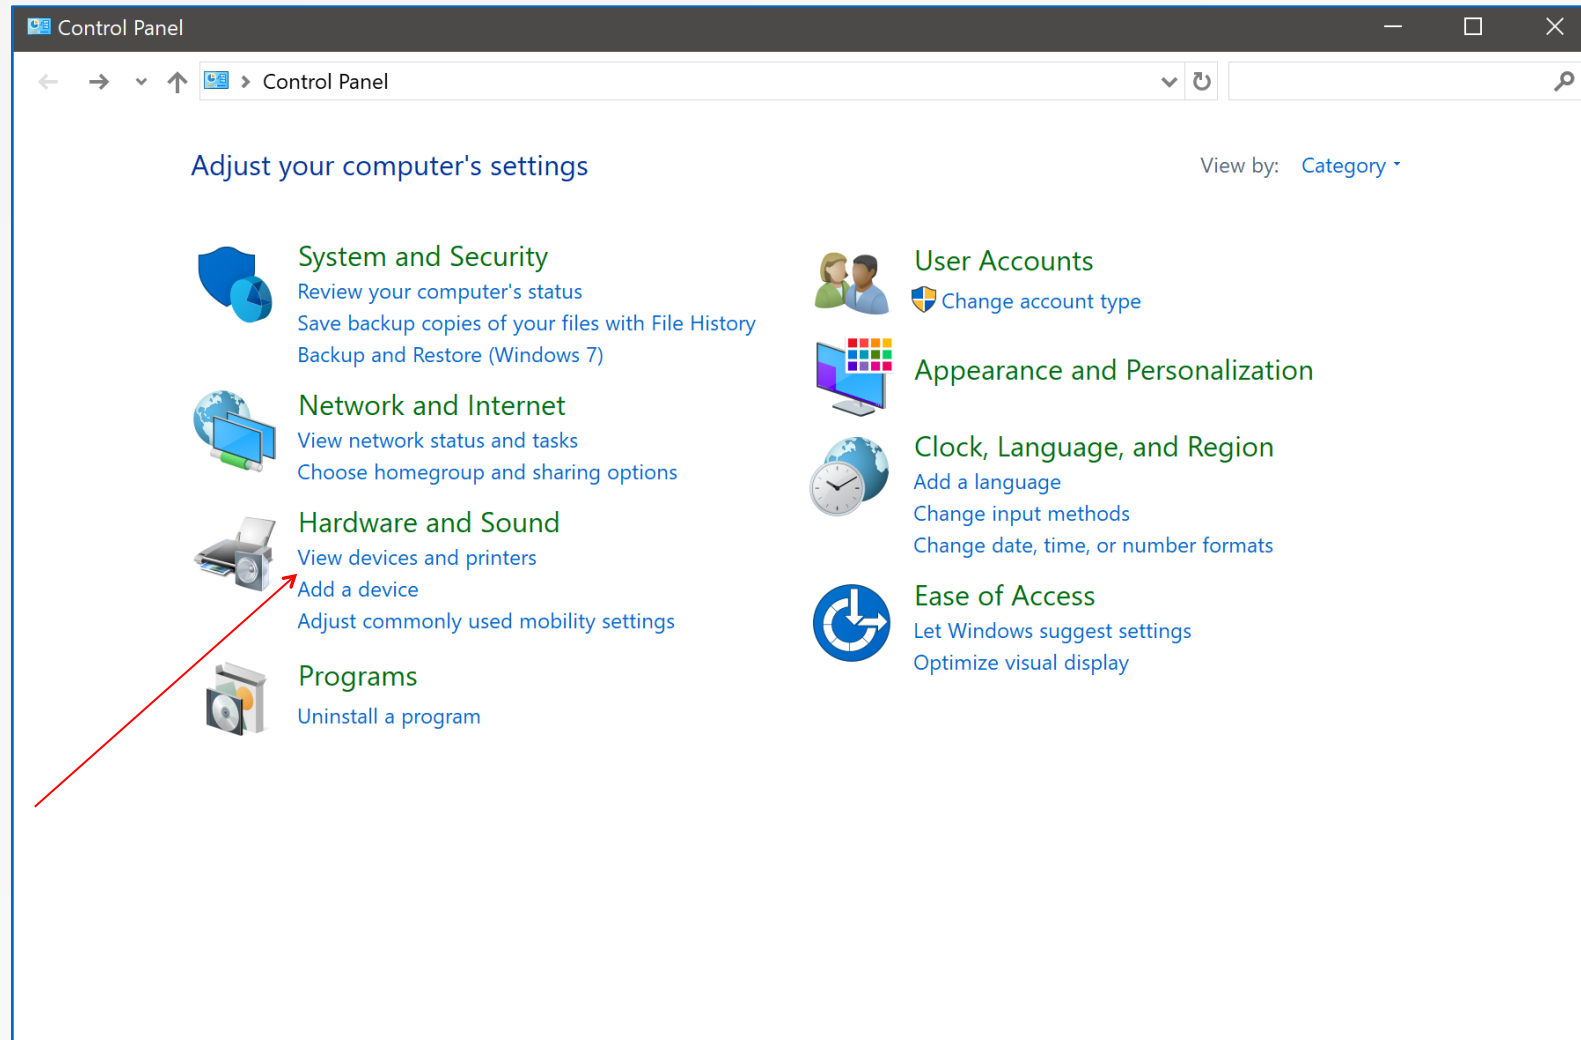 Control Panel
Control Panel
Adjust your computer's settings
View by: Category
System and Security
Review your computer's status
Save backup copies of your files with File History
Backup and Restore (Windows 7)
Network and Internet
View network status and tasks
Choose homegroup and sharing options
Hardware and Sound
View devices and printers
Add a device
Adjust commonly used mobility settings
Programs
Uninstall a program
User Accounts
Change account type
Appearance and Personalization
Clock, Language, and Region
Add a language
Change input methods
Change date, time, or number formats
Ease of Access
Let Windows suggest settings
Optimize visual display